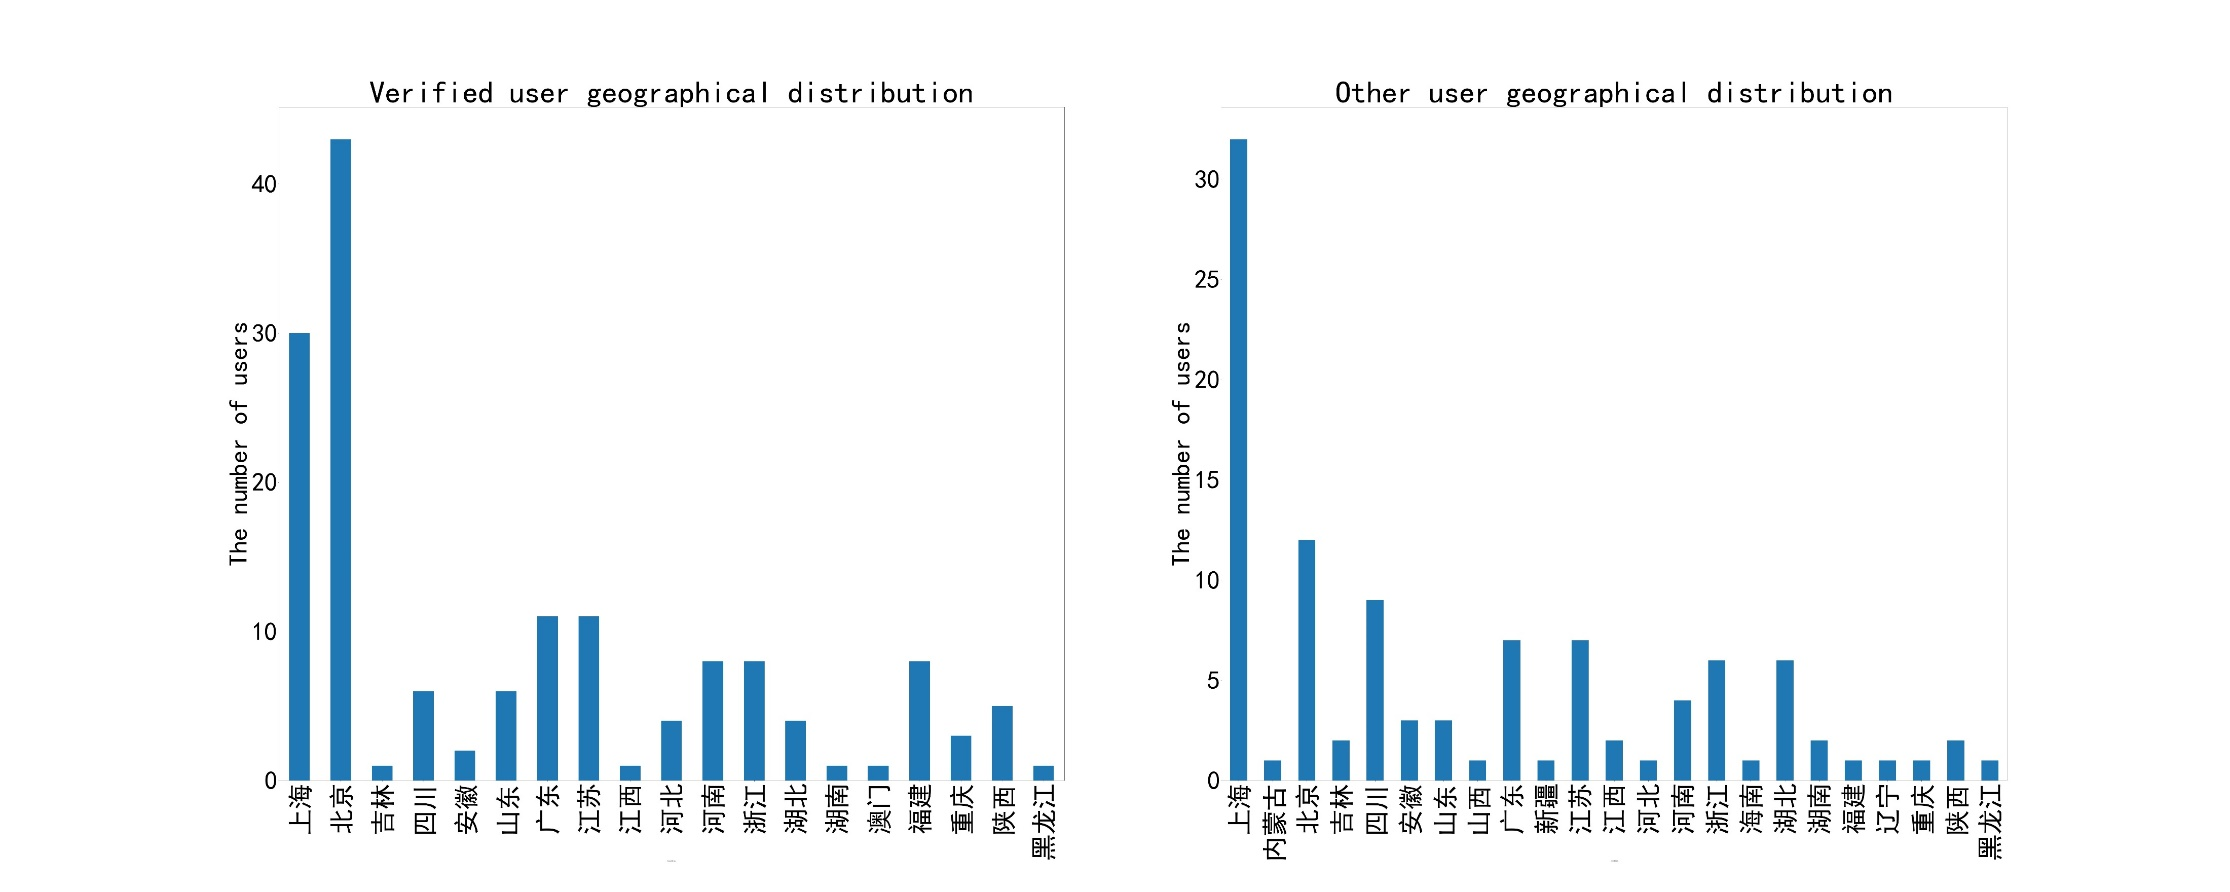 Verified user geographical distribution
The number of users
40
30
20
10
0
上海
北京
吉林
四川
安徽
山东
广东
江苏
江西
河北
河南
浙江
湖北
湖南
澳门
福建
重庆
陕西
黑龙江
Other user geographical distribution
The number of users
30
25
20
15
10
5
0
上海
内蒙古
北京
吉林
四川
安徽
山东
山西
广东
新疆
江苏
江西
河北
河南
浙江
海南
湖北
湖南
福建
辽宁
重庆
陕西
黑龙江